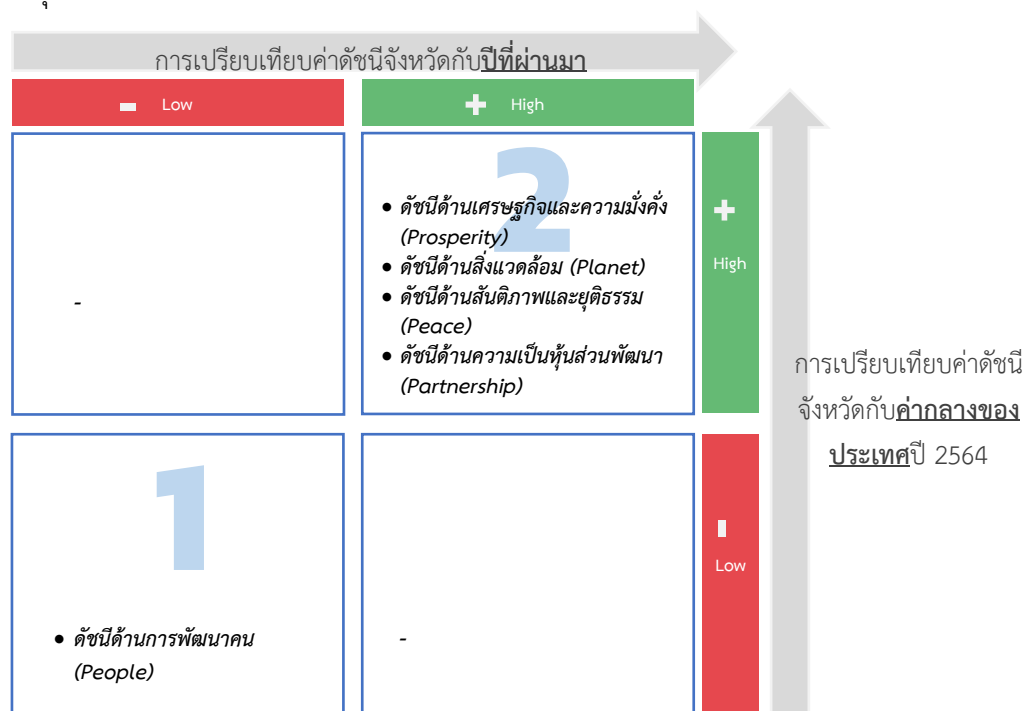 การเปรียบเทียบค่าดัชนีจังหวัดกับปีที่ผ่านมา
- Low
+ High
-
2
• ดัชนีด้านเศรษฐกิจและความมั่งคั่ง
(Prosperity)
• ดัชนีด้านสิ่งแวดล้อม (Planet)
• ดัชนีด้านสันติภาพและยุติธรรม
(Peace)
• ดัชนีด้านความเป็นหุ้นส่วนพัฒนา
(Partnership)
+
High
การเปรียบเทียบค่าดัชนี
จังหวัดกับค่ากลางของ
ประเทศปี 2564
1
• ดัชนีด้านการพัฒนาคน
(People)
-
-
Low